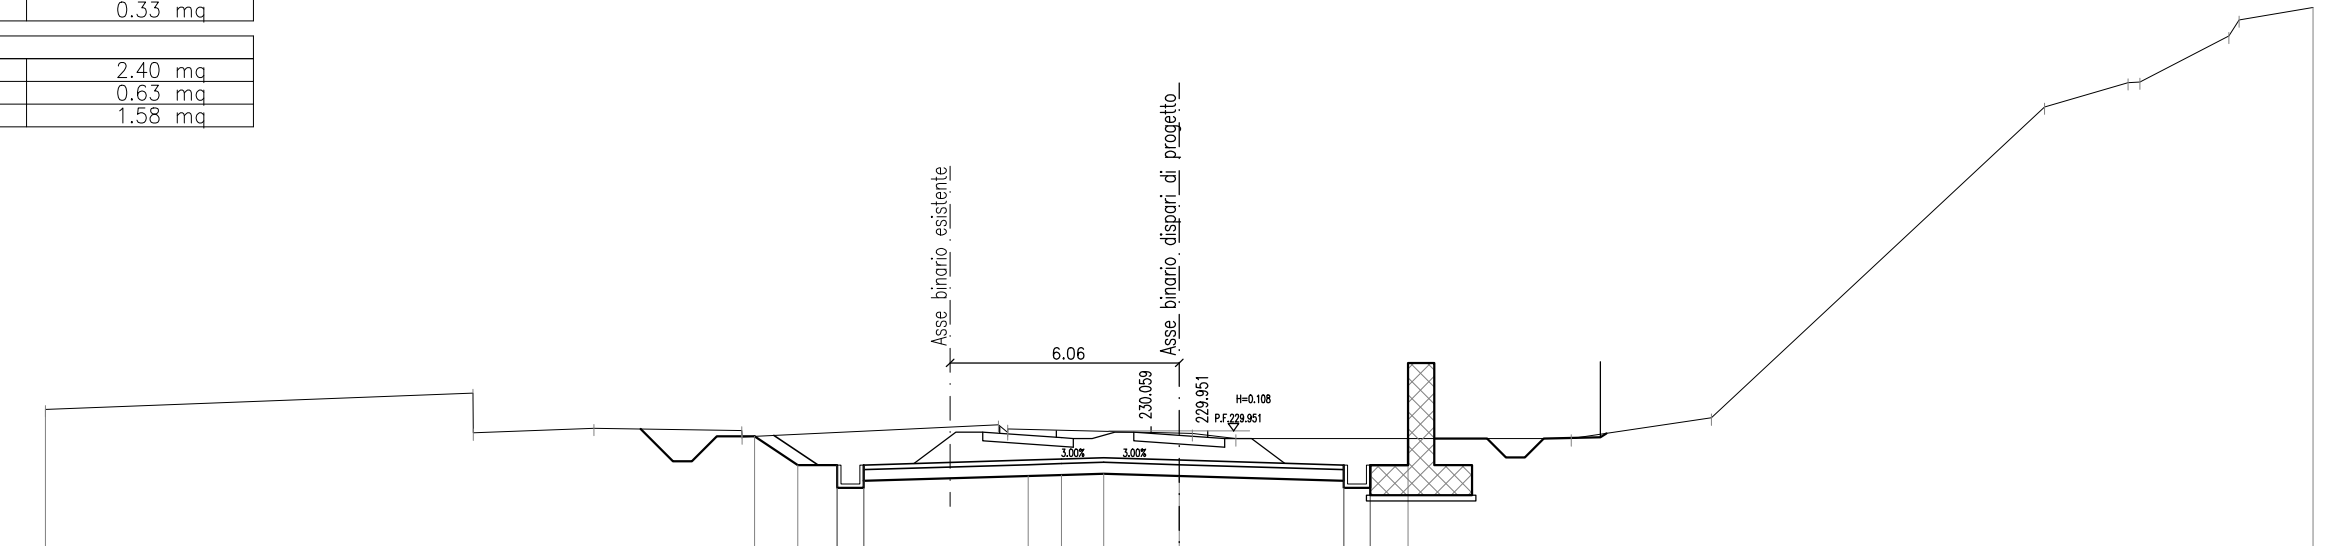 0.33 mq
2.40 mq
0.63 mq
1.58 mq
Asse binario esistente
Asse binario dispari di progetto
6.06
230.059
229.951
H=0.108
P.F.229.951
3.00%
3.00%